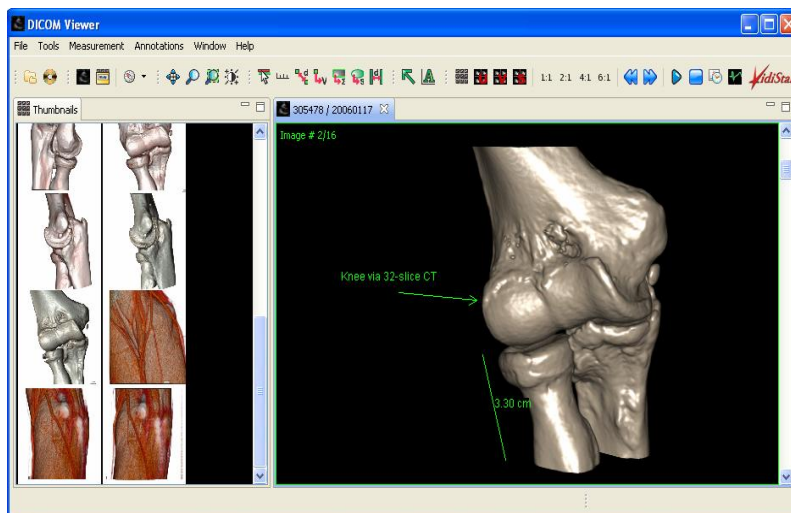 DICOM Viewer
File Tools Measurement Annotations Window Help
1:1 2:1 4:1 6:1 VidiStar
Thumbnails
305478 / 20060117
Image # 2/16
Knee via 32-slice CT
3.30 cm